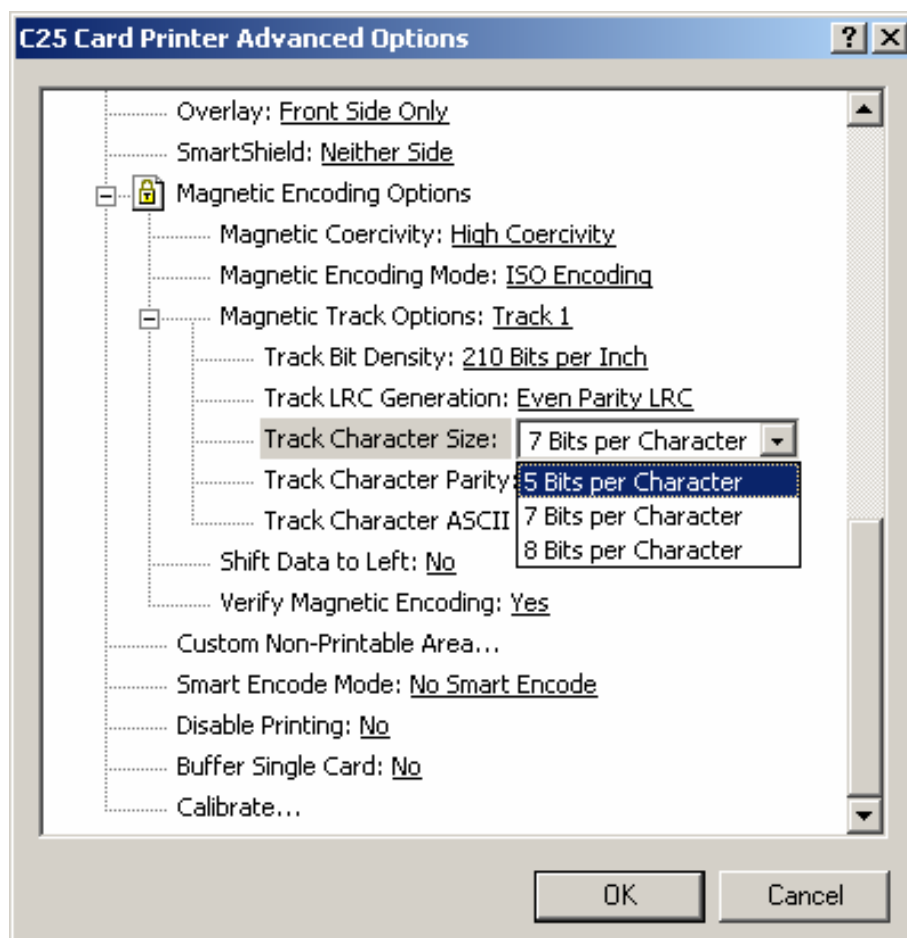 C25 Card Printer Advanced Options
Overlay: Front Side Only
SmartShield: Neither Side
Magnetic Encoding Options
Magnetic Coercivity: High Coercivity
Magnetic Encoding Mode: ISO Encoding
Magnetic Track Options: Track 1
Track Bit Density: 210 Bits per Inch
Track LRC Generation: Even Parity LRC
Track Character Size: 7 Bits per Character
Track Character Parity:
5 Bits per Character
Track Character ASCII
7 Bits per Character
8 Bits per Character
Shift Data to Left: No
Verify Magnetic Encoding: Yes
Custom Non-Printable Area...
Smart Encode Mode: No Smart Encode
Disable Printing: No
Buffer Single Card: No
Calibrate...
OK Cancel